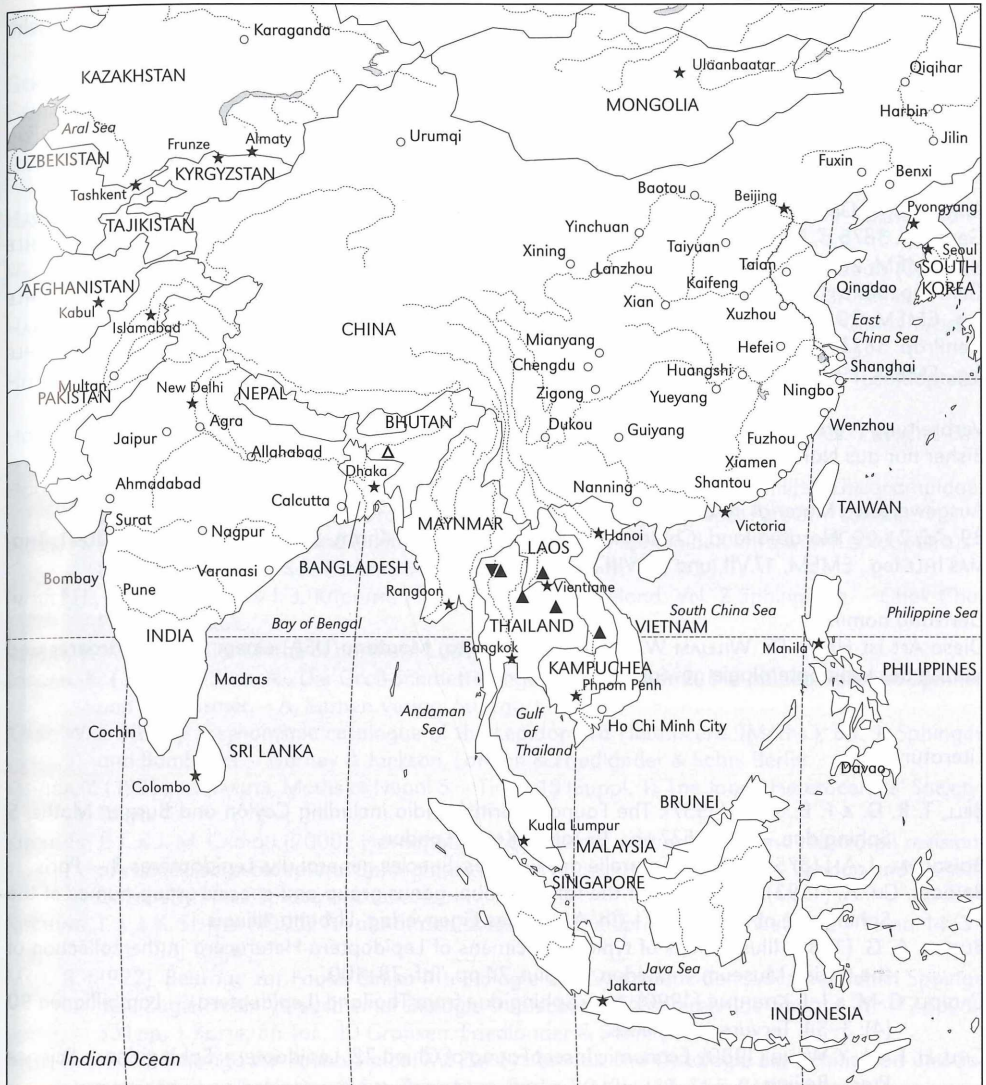 Karaganda
KAZAKHSTAN
Ulaanbaatar
Qiqihar
MONGOLIA
Harbin
Aral Sea
Frunze
Almaty
Urumqi
Jilin
UZBEKISTAN
KYRGYZSTAN
Fuxin
Benxi
Tashkent
Baotou
Beijing
Pyongyang
TAJIKISTAN
Yinchuan
Taiyuan
Seoul
Xining
Lanzhou
Taian
SOUTH
KOREA
AFGHANISTAN
Kaifeng
Qingdao
Kabul
Islamabad
Xian
Xuzhou
East
China Sea
CHINA
Mianyang
Hefei
Chengdu
Huangshi
Shanghai
Multan
New Delhi
NEPAL
Zigong
Yueyang
Ningbo
PAKISTAN
Agra
BHUTAN
Dukou
Guiyang
Wenzhou
Jaipur
Allahabad
Fuzhou
Dhaka
Xiamen
Ahmadabad
Calcutta
Nanning
Shantou
TAIWAN
Surat
Nagpur
MAYNMAR
Hanoi
Victoria
LAOS
Varanasi
BANGLADESH
Bombay
Pune
Rangoon
Vientiane
South China Sea
Philippine Sea
THAILAND
VIETNAM
INDIA
Bay of Bengal
Bangkok
Manila
KAMPUCHEA
PHILIPPINES
Madras
Phnom Penh
Andaman
Sea
Gulf
of
Thailand
Ho Chi Minh City
Cochin
SRI LANKA
Davao
Colombo
BRUNEI
Kuala Lumpur
MALAYSIA
SINGAPORE
Java Sea
Jakarta
INDONESIA
Indian Ocean